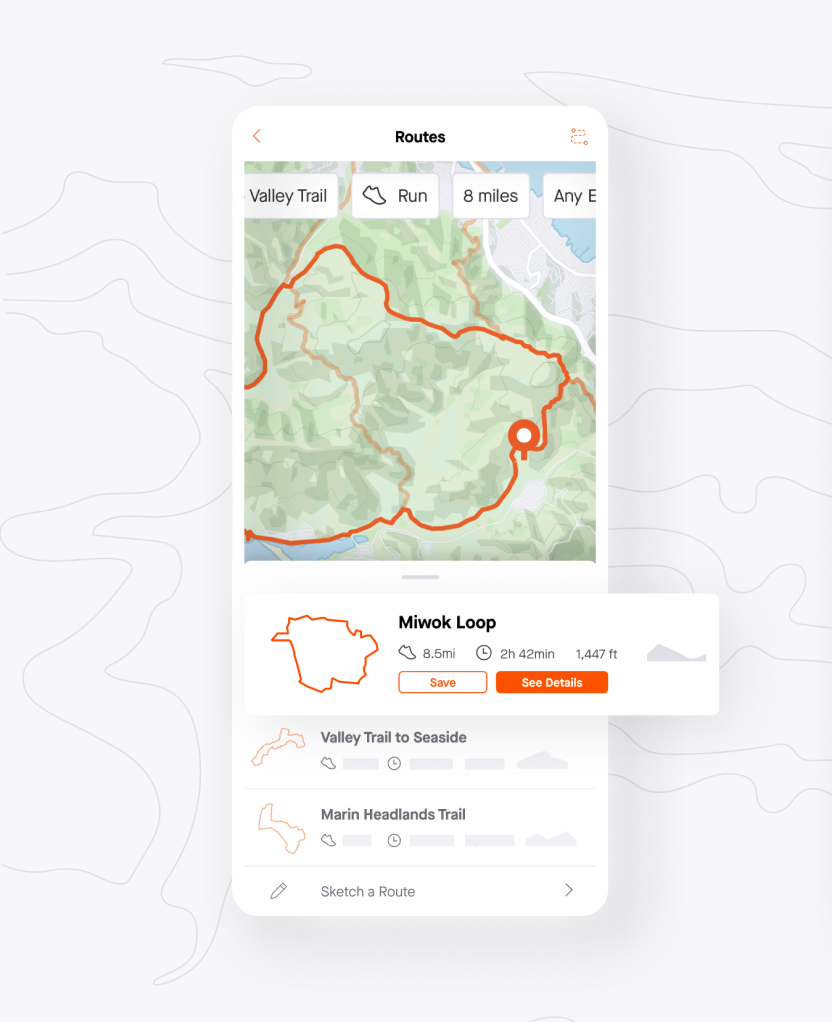 Routes
Valley Trail
Run
8 miles
Any E
Miwok Loop
8.5mi
2h 42min
1,447 ft
Save
See Details
Valley Trail to Seaside
Marin Headlands Trail
Sketch a Route